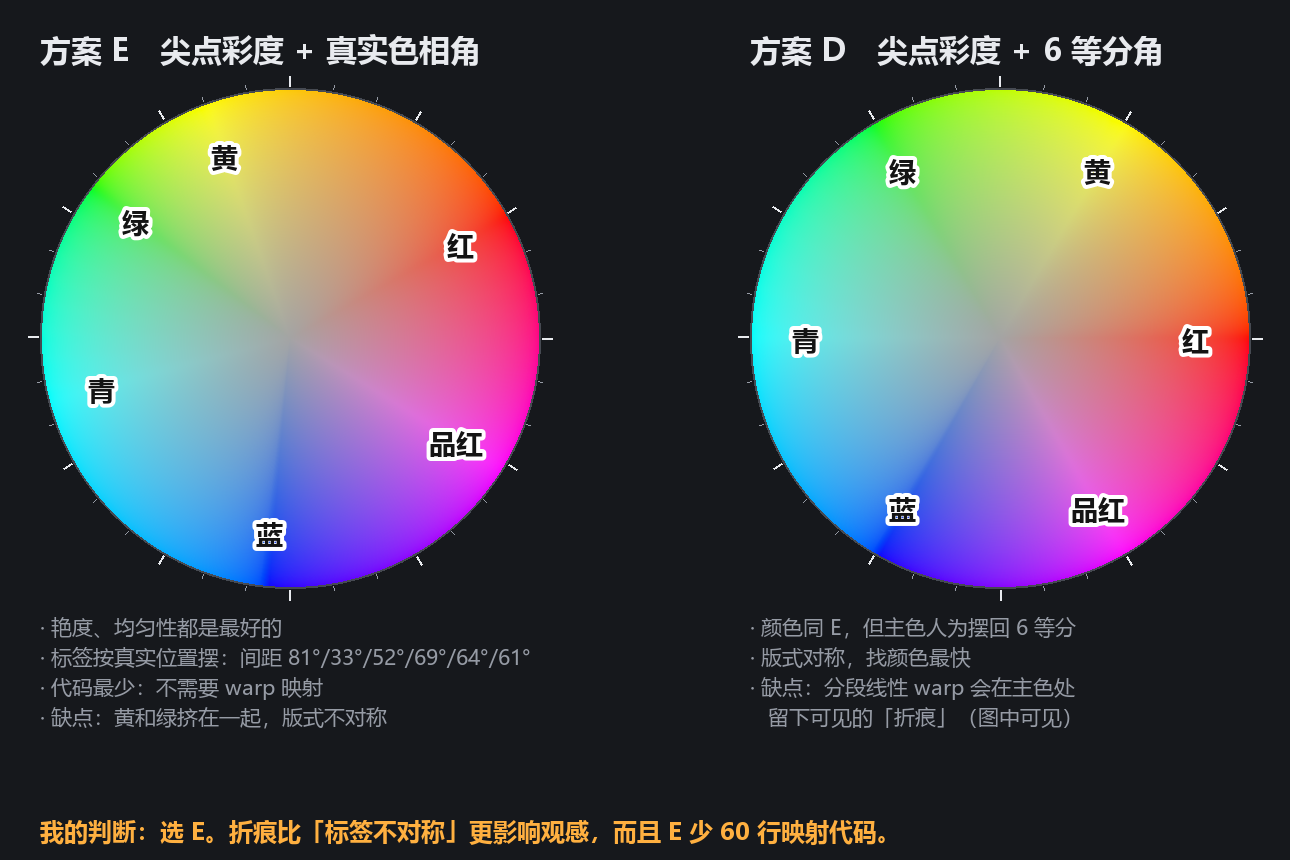 方案 E　尖点彩度 + 真实色相角
黄
绿
红
青
品红
蓝
· 艳度、均匀性都是最好的
· 标签按真实位置摆：间距 81°/33°/52°/69°/64°/61°
· 代码最少：不需要 warp 映射
· 缺点：黄和绿挤在一起，版式不对称
方案 D　尖点彩度 + 6 等分角
绿
黄
青
红
蓝
品红
· 颜色同 E，但主色人为摆回 6 等分
· 版式对称，找颜色最快
· 缺点：分段线性 warp 会在主色处
留下可见的「折痕」（图中可见）
我的判断：选 E。折痕比「标签不对称」更影响观感，而且 E 少 60 行映射代码。